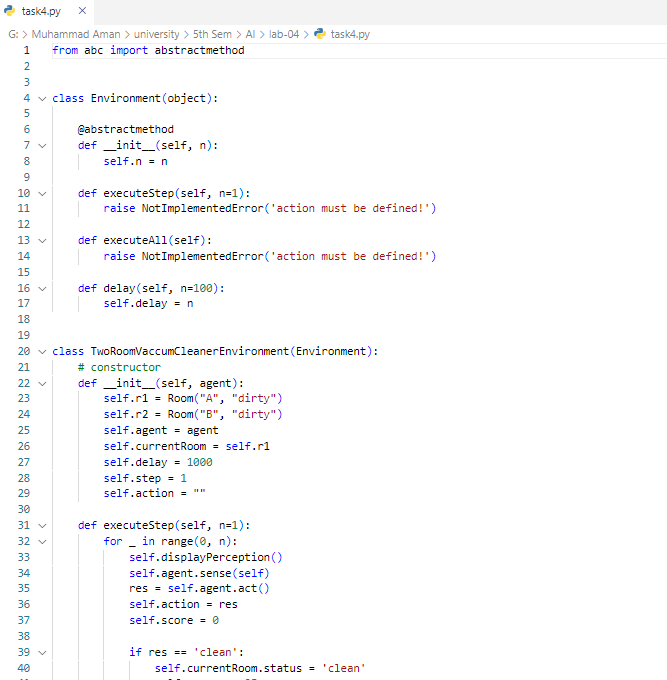 task4.py ×
G: > Muhammad Aman > university > 5th Sem > AI > lab-04 > task4.py
1 from abc import abstractmethod
2
3
4 class Environment(object):
5
6     @abstractmethod
7     def __init__(self, n):
8         self.n = n
9
10     def executeStep(self, n=1):
11         raise NotImplementedError('action must be defined!')
12
13     def executeAll(self):
14         raise NotImplementedError('action must be defined!')
15
16     def delay(self, n=100):
17         self.delay = n
18
19
20 class TwoRoomVaccumCleanerEnvironment(Environment):
21     # constructor
22     def __init__(self, agent):
23         self.r1 = Room("A", "dirty")
24         self.r2 = Room("B", "dirty")
25         self.agent = agent
26         self.currentRoom = self.r1
27         self.delay = 1000
28         self.step = 1
29         self.action = ""
30
31     def executeStep(self, n=1):
32         for _ in range(0, n):
33             self.displayPerception()
34             self.agent.sense(self)
35             res = self.agent.act()
36             self.action = res
37             self.score = 0
38
39             if res == 'clean':
40                 self.currentRoom.status = 'clean'